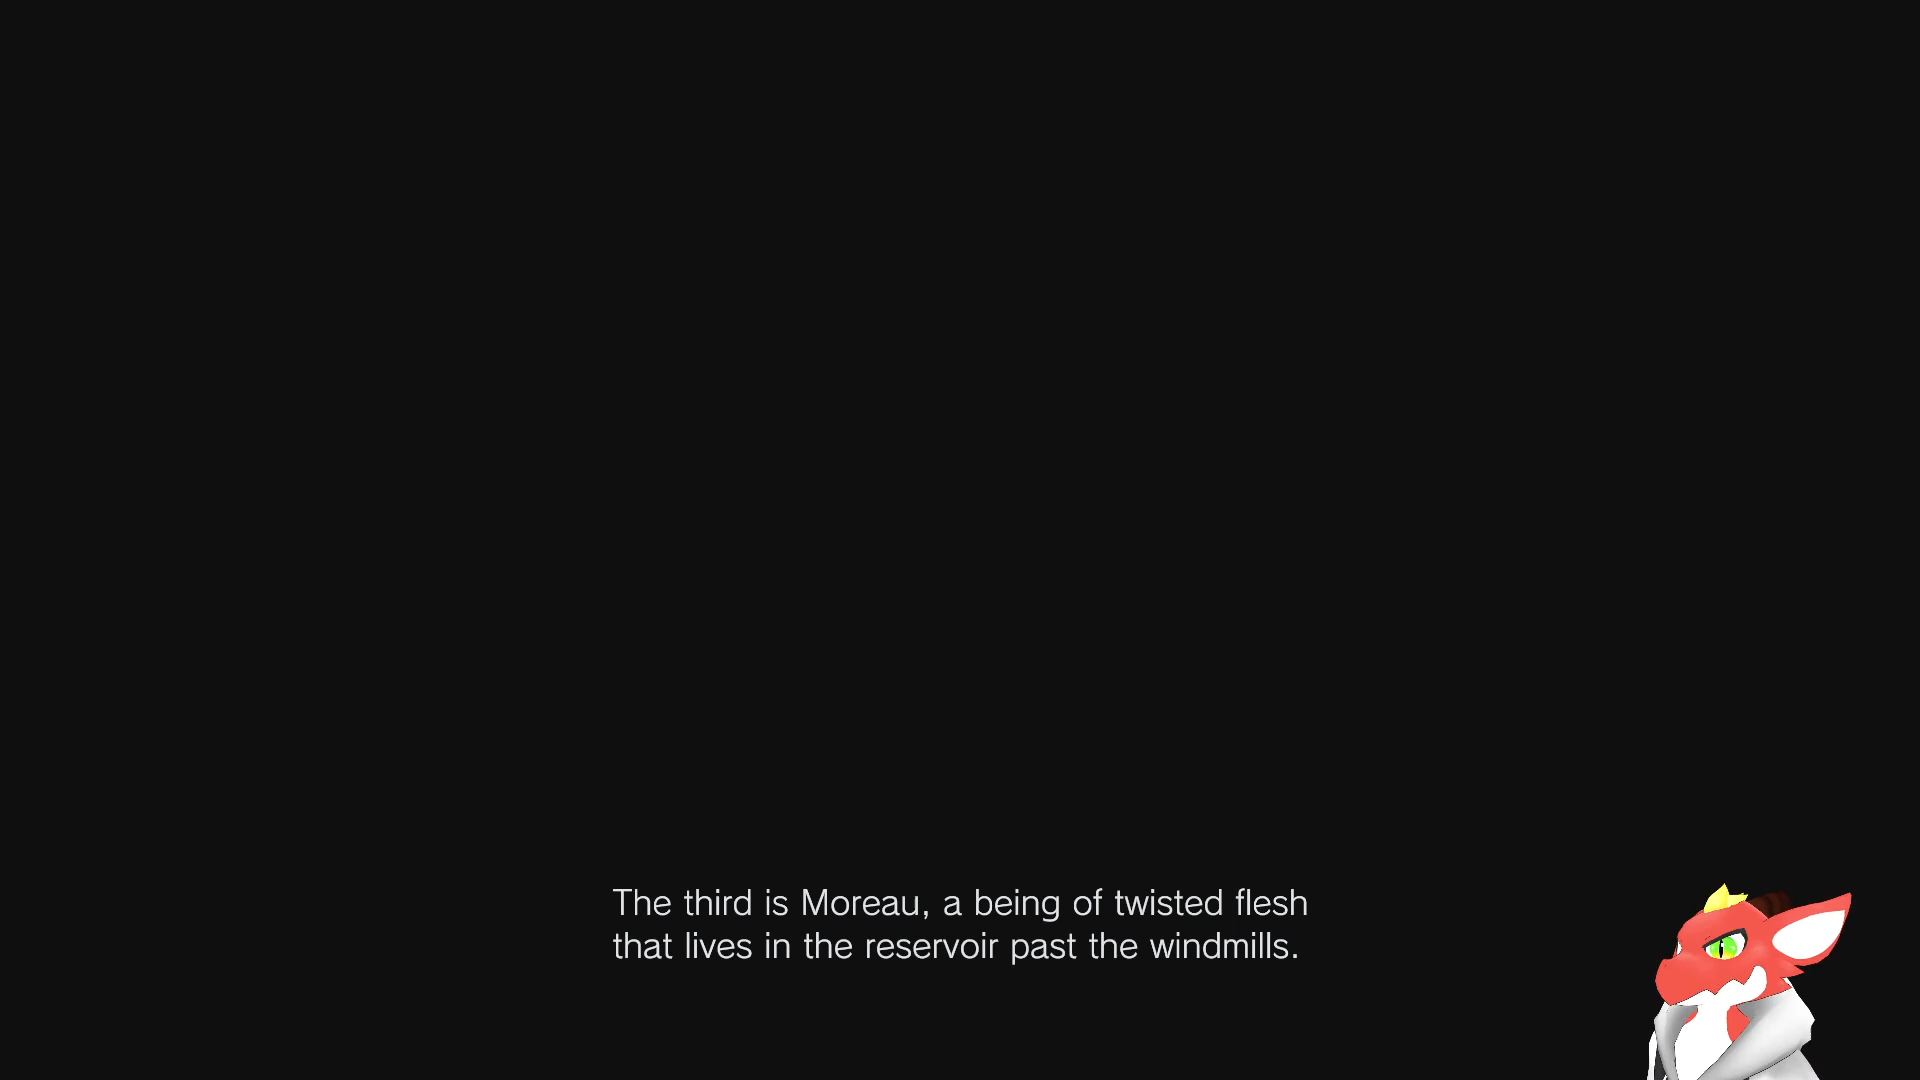 The third is Moreau, a being of twisted flesh
that lives in the reservoir past the windmills.